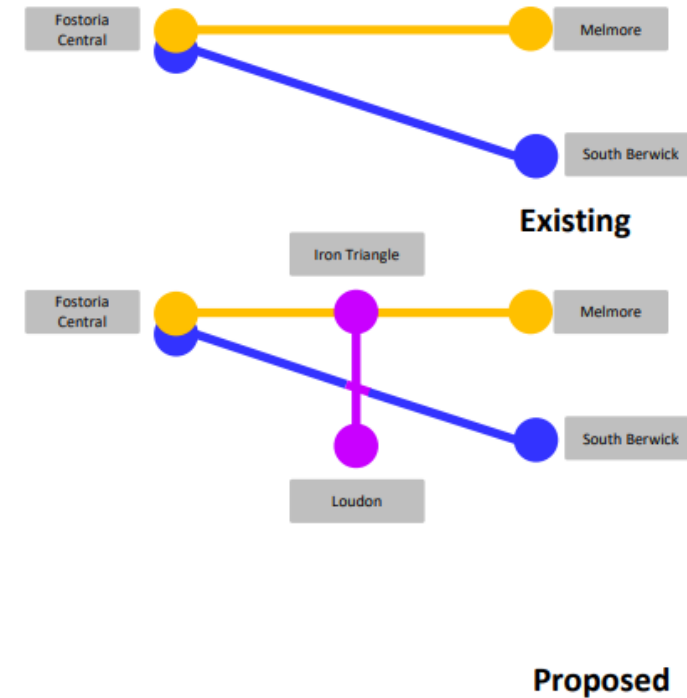 Fostoria
Central
Melmore
South Berwick
Existing
Iron Triangle
Fostoria
Central
Melmore
South Berwick
Loudon
Proposed